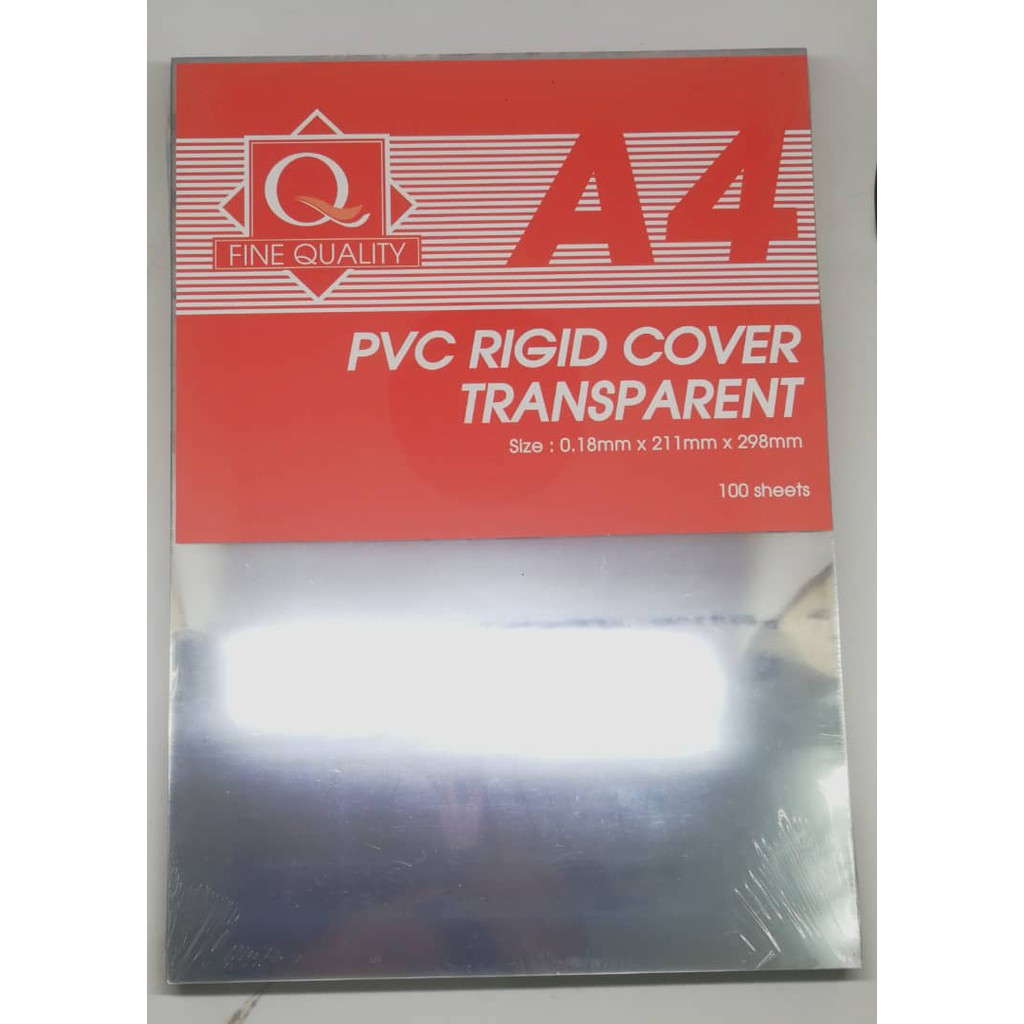 Q
FINE QUALITY
A4
PVC RIGID COVER
TRANSPARENT
Size : 0.18mm x 211mm x 298mm
100 sheets